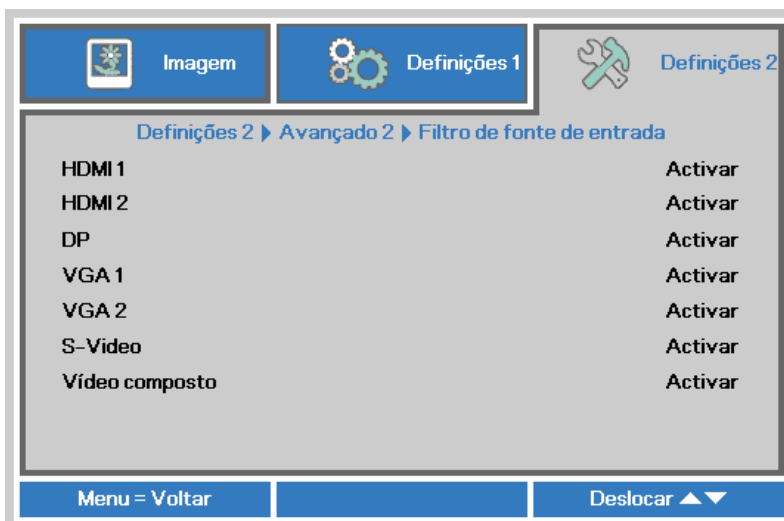 Imagem Definições 1 Definições 2
Definições 2 ▶ Avançado 2 ▶ Filtro de fonte de entrada
HDMI 1 Activar
HDMI 2 Activar
DP Activar
VGA 1 Activar
VGA 2 Activar
S-Video Activar
Vídeo composto Activar
Menu = Voltar Deslocar ▲▼